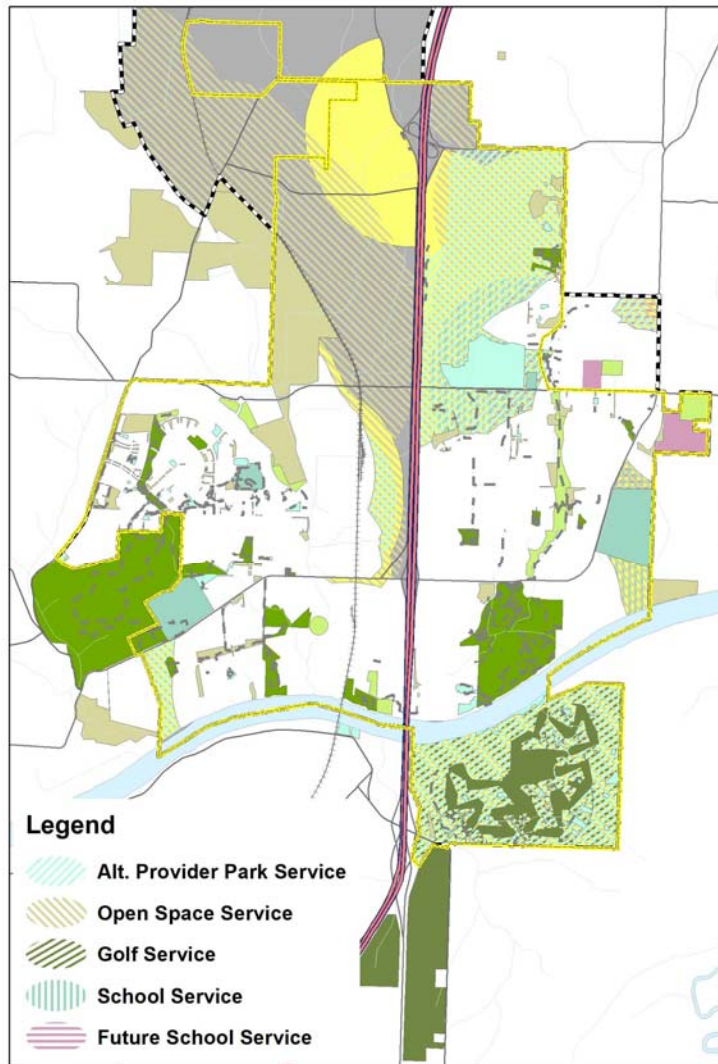 Legend
Alt. Provider Park Service
Open Space Service
Golf Service
School Service
Future School Service